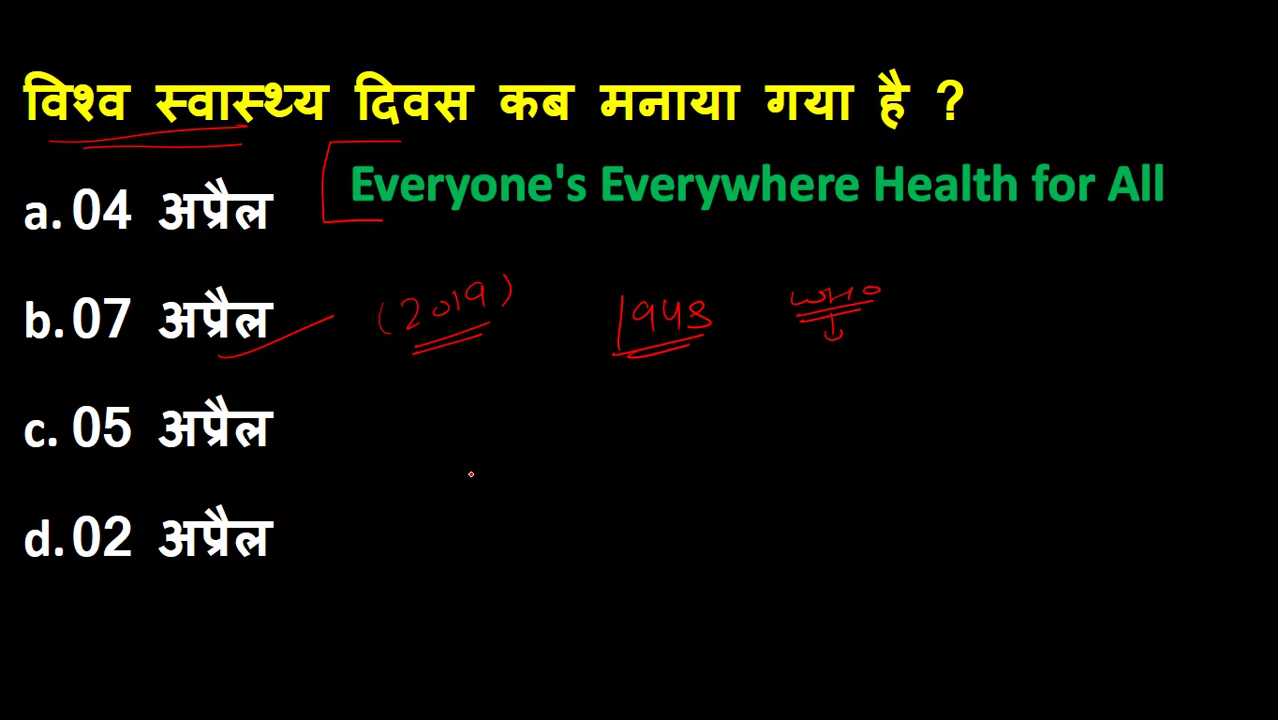 विश्व स्वास्थ्य दिवस कब मनाया गया है ?
Everyone's Everywhere Health for All
a. 04 अप्रैल
b. 07 अप्रैल (2019) 1948 WHO
c. 05 अप्रैल
d. 02 अप्रैल